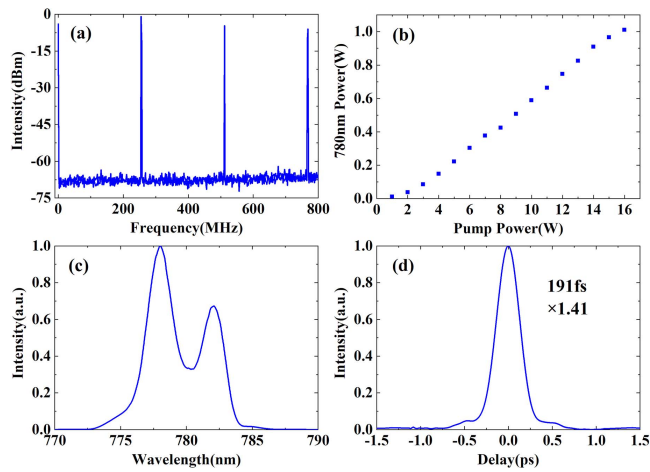 (a)
Intensity(dBm)
0
-15
-30
-45
-60
-75
0 200 400 600 800
Frequency(MHz)
(b)
780nm Power(W)
1.0
0.8
0.6
0.4
0.2
0.0
0 2 4 6 8 10 12 14 16
Pump Power(W)
(c)
Intensity(a.u.)
1.0
0.8
0.6
0.4
0.2
0.0
770 775 780 785 790
Wavelength(nm)
(d)
191fs
×1.41
Intensity(a.u.)
1.0
0.8
0.6
0.4
0.2
0.0
-1.5 -1.0 -0.5 0.0 0.5 1.0 1.5
Delay(ps)